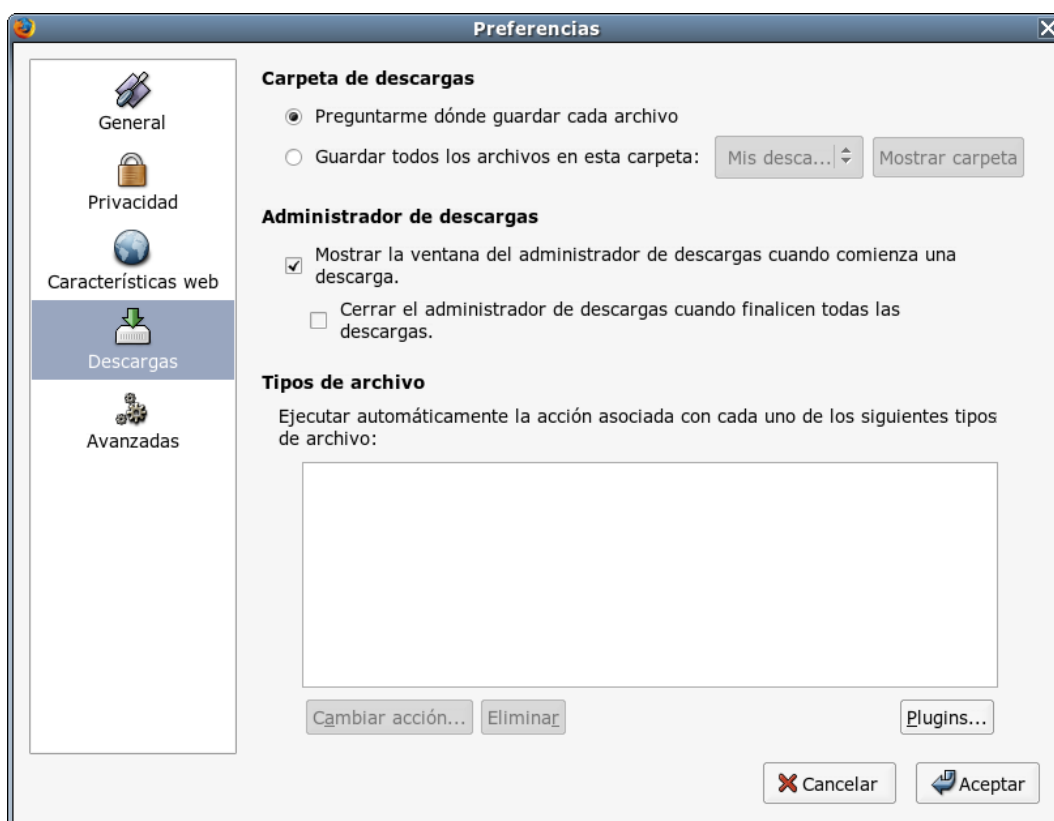 Preferencias
General
Privacidad
Características web
Descargas
Avanzadas
Carpeta de descargas
Preguntarme dónde guardar cada archivo
Guardar todos los archivos en esta carpeta: Mis desca... Mostrar carpeta
Administrador de descargas
Mostrar la ventana del administrador de descargas cuando comienza una
descarga.
Cerrar el administrador de descargas cuando finalicen todas las
descargas.
Tipos de archivo
Ejecutar automáticamente la acción asociada con cada uno de los siguientes tipos
de archivo:
Cambiar acción... Eliminar Plugins...
Cancelar Aceptar